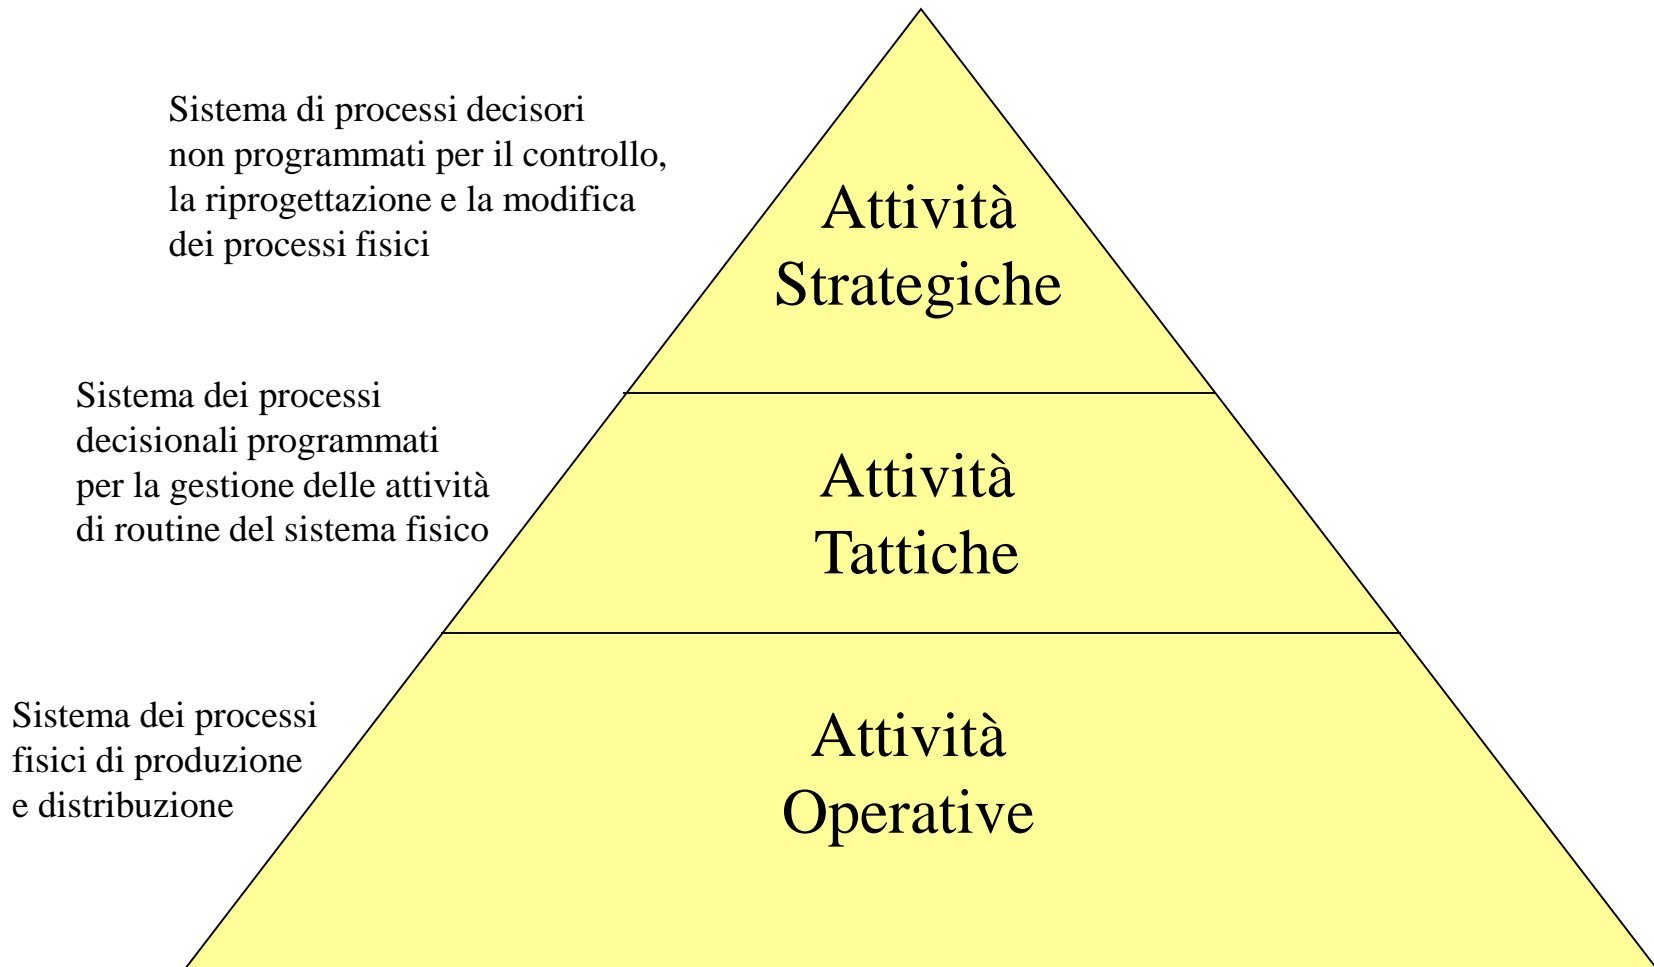 Sistema di processi decisori
non programmati per il controllo,
la riprogettazione e la modifica
dei processi fisici
Attività
Strategiche
Sistema dei processi
decisionali programmati
per la gestione delle attività
di routine del sistema fisico
Attività
Tattiche
Sistema dei processi
fisici di produzione
e distribuzione
Attività
Operative